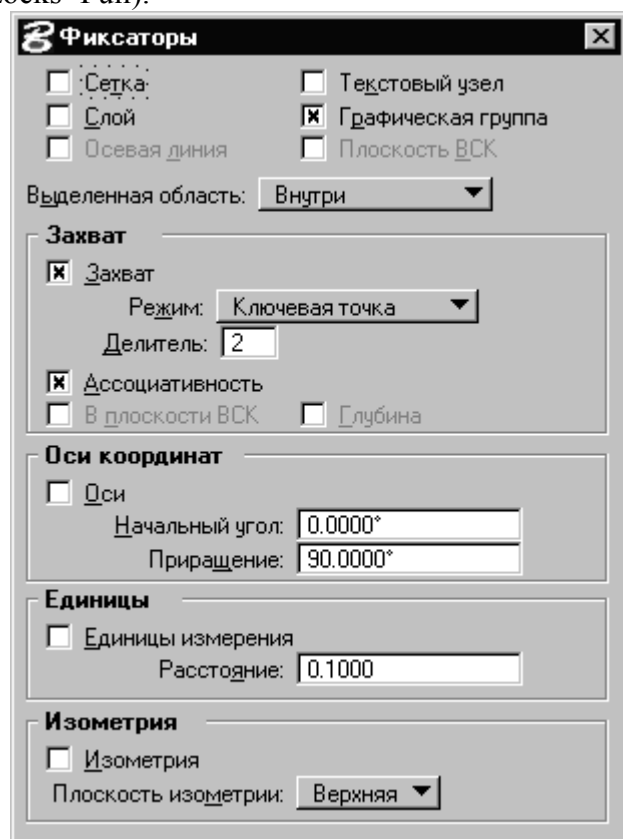 Locks–Full).
Фиксаторы
Сетка Текстовый узел
Слой Графическая группа
Осевая линия Плоскость ВСК
Выделенная область: Внутри
Захват
Захват
Режим: Ключевая точка
Делитель: 2
Ассоциативность
В плоскости ВСК Глубина
Оси координат
Оси
Начальный угол: 0.0000°
Приращение: 90.0000°
Единицы
Единицы измерения
Расстояние: 0.1000
Изометрия
Изометрия
Плоскость изометрии: Верхняя